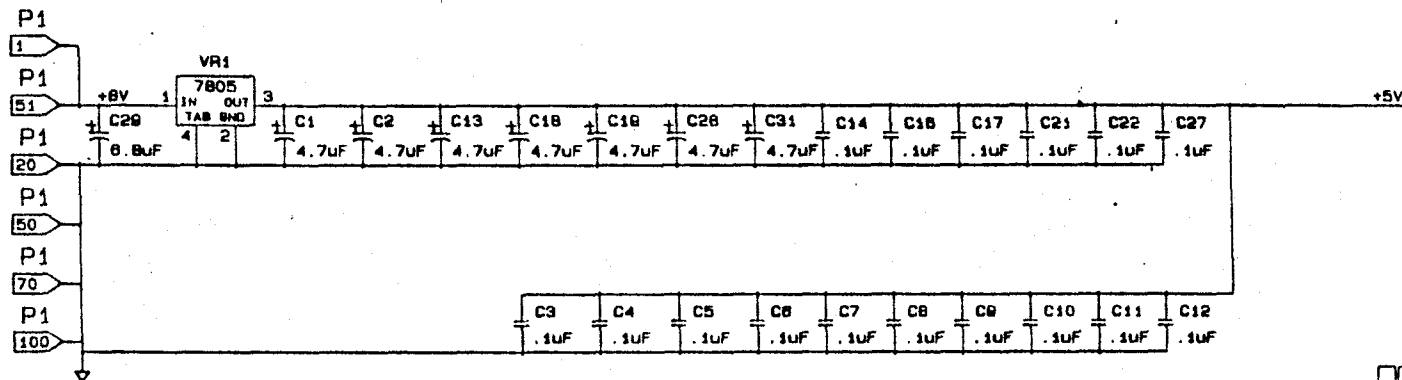 P1
1
P1
51
+8V
1
VR1
7805
IN OUT
TAB GND
4 2
3
+5V
C29
6.8uF
C1
4.7uF
C2
4.7uF
C13
4.7uF
C18
4.7uF
C19
4.7uF
C26
4.7uF
C31
4.7uF
C14
.1uF
C16
.1uF
C17
.1uF
C21
.1uF
C22
.1uF
C27
.1uF
P1
20
P1
50
P1
70
P1
100
C3
.1uF
C4
.1uF
C5
.1uF
C6
.1uF
C7
.1uF
C8
.1uF
C9
.1uF
C10
.1uF
C11
.1uF
C12
.1uF